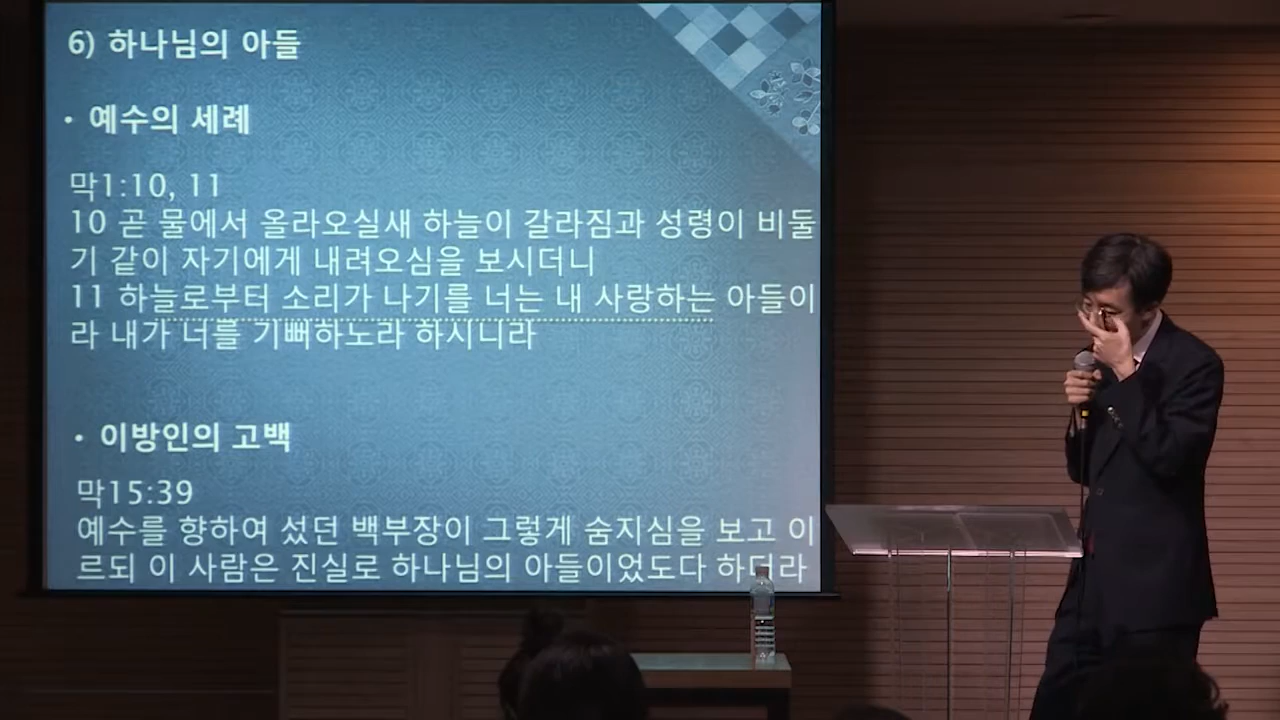 6) 하나님의 아들
• 예수의 세례
막1:10, 11
10 곧 물에서 올라오실새 하늘이 갈라짐과 성령이 비둘
기 같이 자기에게 내려오심을 보시더니
11 하늘로부터 소리가 나기를 너는 내 사랑하는 아들이
라 내가 너를 기뻐하노라 하시니라
• 이방인의 고백
막15:39
예수를 향하여 섰던 백부장이 그렇게 숨지심을 보고 이
르되 이 사람은 진실로 하나님의 아들이었도다 하더라